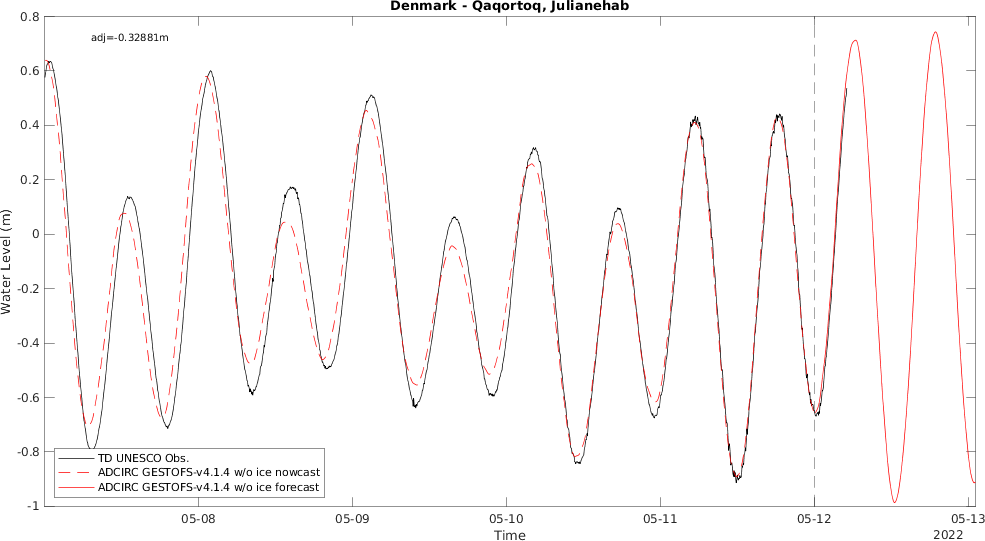 Denmark - Qaqortoq, Julianehab
adj=-0.32881m
0.8
0.6
0.4
0.2
0
-0.2
-0.4
-0.6
-0.8
-1
Water Level (m)
TD UNESCO Obs.
ADCIRC GESTOFS-v4.1.4 w/o ice nowcast
ADCIRC GESTOFS-v4.1.4 w/o ice forecast
05-08 05-09 05-10 05-11 05-12 05-13
Time
2022